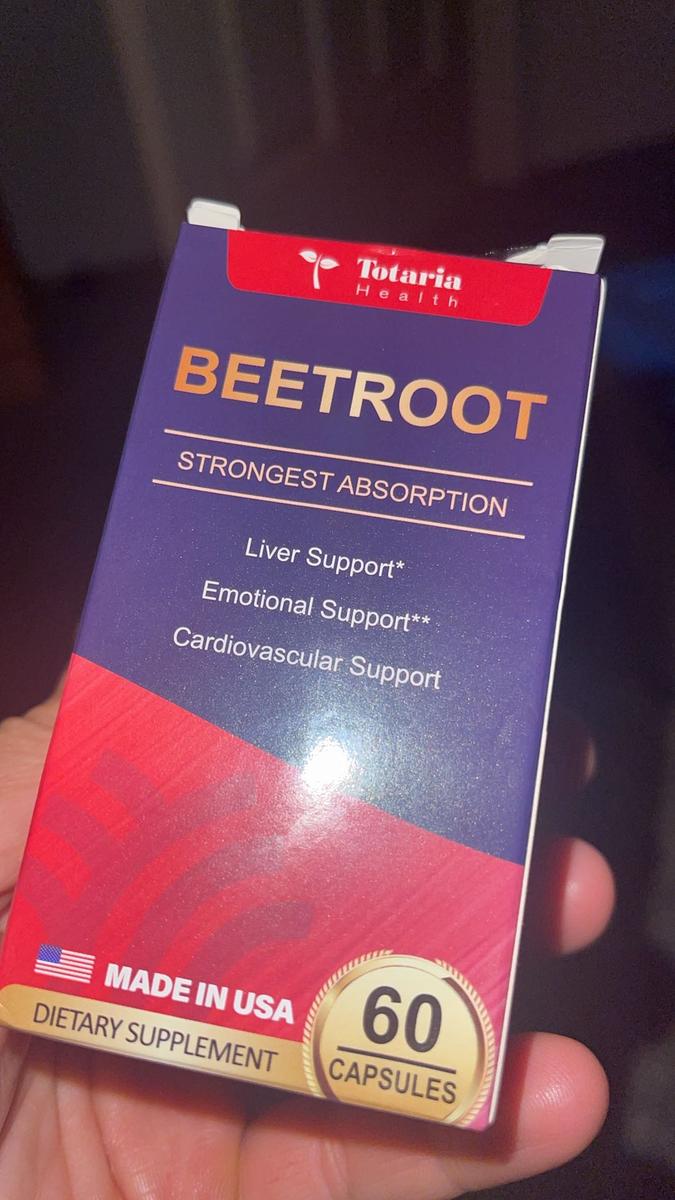 Totaria
Health
BEETROOT
STRONGEST ABSORPTION
Liver Support*
Emotional Support**
Cardiovascular Support
MADE IN USA
DIETARY SUPPLEMENT
60
CAPSULES